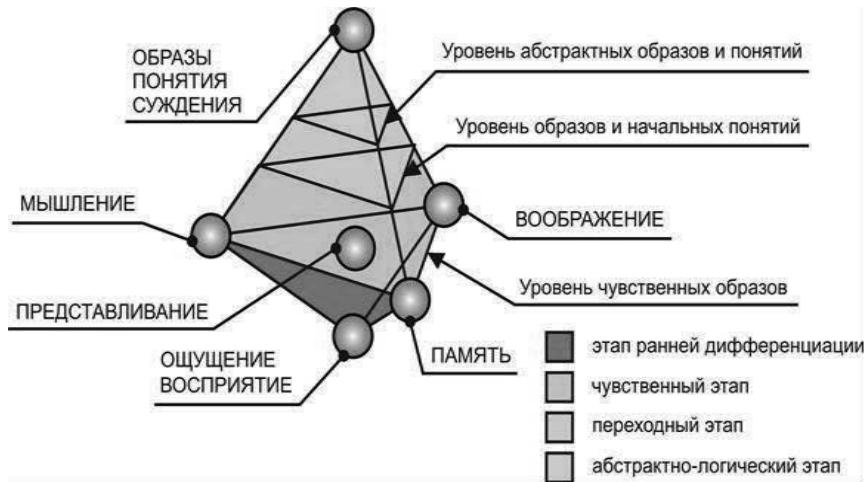 ОБРАЗЫ
ПОНЯТИЯ
СУЖДЕНИЯ
Уровень абстрактных образов и понятий
Уровень образов и начальных понятий
МЫШЛЕНИЕ
ВООБРАЖЕНИЕ
ПРЕДСТАВЛИВАНИЕ
Уровень чувственных образов
ОЩУЩЕНИЕ
ВОСПРИЯТИЕ
ПАМЯТЬ
этап ранней дифференциации
чувственный этап
переходный этап
абстрактно-логический этап